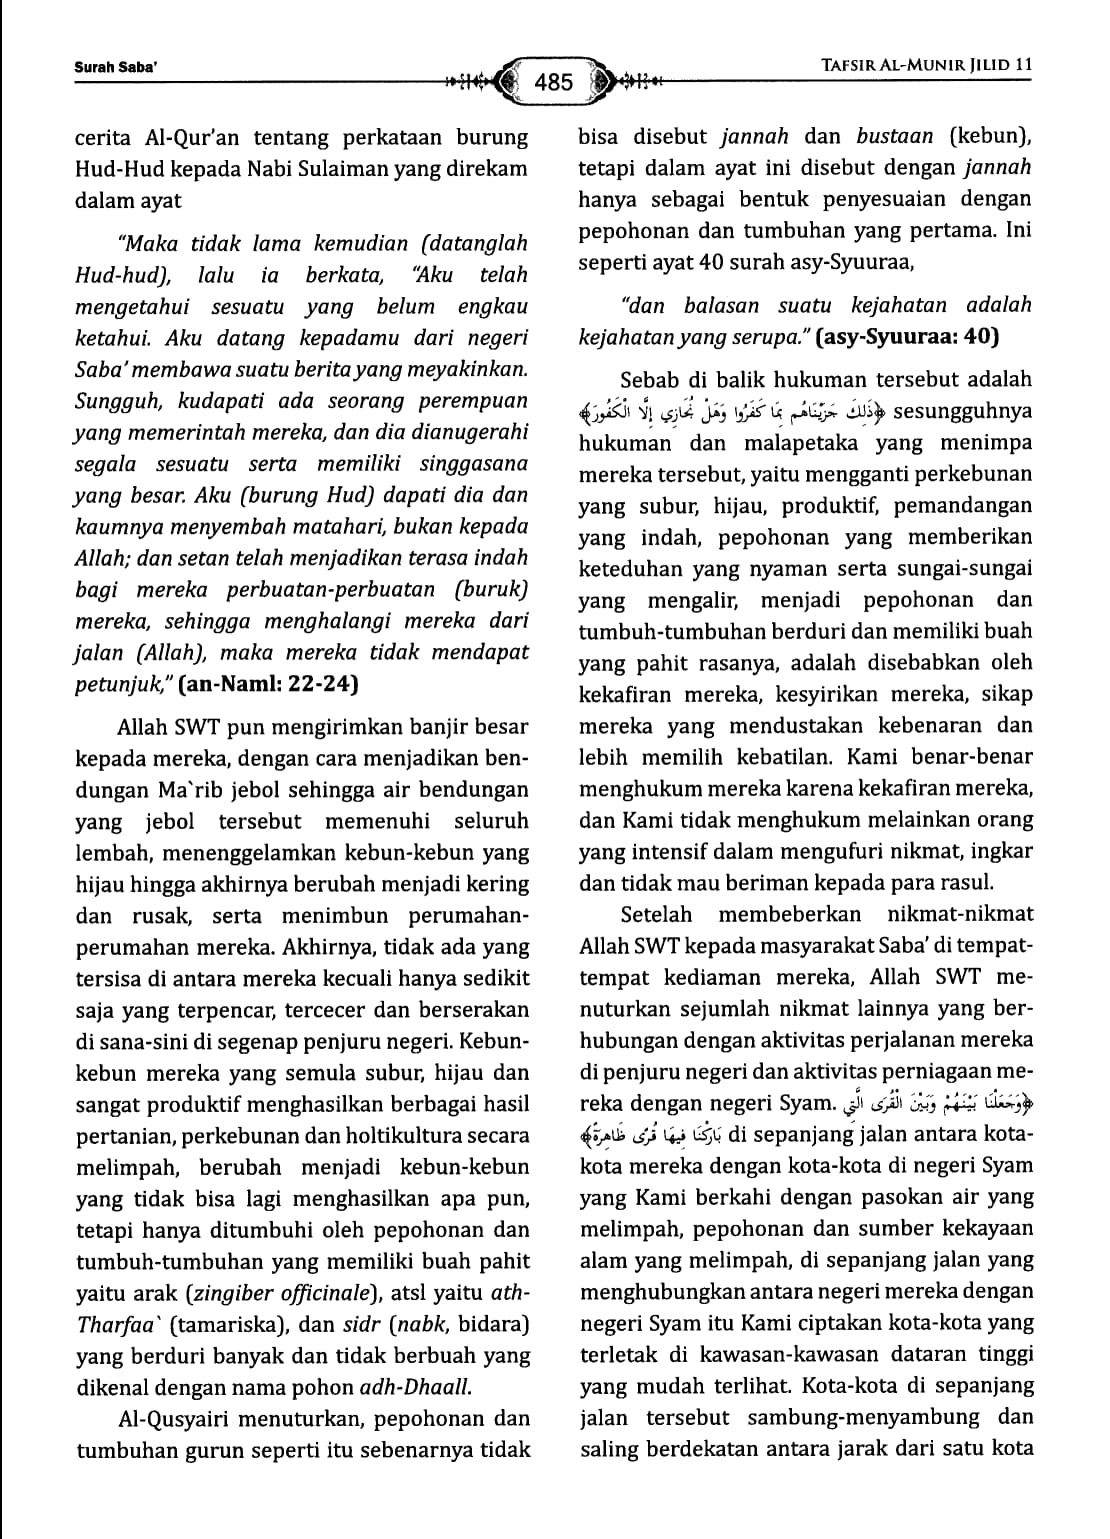 Surah Saba'
485
TAFSIR AL-MUNIR JILID 11
cerita Al-Qur'an tentang perkataan burung
Hud-Hud kepada Nabi Sulaiman yang direkam
dalam ayat
"Maka tidak lama kemudian (datanglah
Hud-hud), lalu ia berkata, "Aku telah
mengetahui sesuatu yang belum engkau
ketahui. Aku datang kepadamu dari negeri
Saba' membawa suatu berita yang meyakinkan.
Sungguh, kudapati ada seorang perempuan
yang memerintah mereka, dan dia dianugerahi
segala sesuatu serta memiliki singgasana
yang besar. Aku (burung Hud) dapati dia dan
kaumnya menyembah matahari, bukan kepada
Allah; dan setan telah menjadikan terasa indah
bagi mereka perbuatan-perbuatan (buruk)
mereka, sehingga menghalangi mereka dari
jalan (Allah), maka mereka tidak mendapat
petunjuk," (an-Naml: 22-24)
Allah SWT pun mengirimkan banjir besar
kepada mereka, dengan cara menjadikan ben-
dungan Ma`rib jebol sehingga air bendungan
yang jebol tersebut memenuhi seluruh
lembah, menenggelamkan kebun-kebun yang
hijau hingga akhirnya berubah menjadi kering
dan rusak, serta menimbun perumahan-
perumahan mereka. Akhirnya, tidak ada yang
tersisa di antara mereka kecuali hanya sedikit
saja yang terpencar, tercecer dan berserakan
di sana-sini di segenap penjuru negeri. Kebun-
kebun mereka yang semula subur, hijau dan
sangat produktif menghasilkan berbagai hasil
pertanian, perkebunan dan holtikultura secara
melimpah, berubah menjadi kebun-kebun
yang tidak bisa lagi menghasilkan apa pun,
tetapi hanya ditumbuhi oleh pepohonan dan
tumbuh-tumbuhan yang memiliki buah pahit
yaitu arak (zingiber officinale), atsl yaitu ath-
Tharfaa` (tamariska), dan sidr (nabk, bidara)
yang berduri banyak dan tidak berbuah yang
dikenal dengan nama pohon adh-Dhaall.
Al-Qusyairi menuturkan, pepohonan dan
tumbuhan gurun seperti itu sebenarnya tidak
bisa disebut jannah dan bustaan (kebun),
tetapi dalam ayat ini disebut dengan jannah
hanya sebagai bentuk penyesuaian dengan
pepohonan dan tumbuhan yang pertama. Ini
seperti ayat 40 surah asy-Syuuraa,
"dan balasan suatu kejahatan adalah
kejahatan yang serupa." (asy-Syuuraa: 40)
Sebab di balik hukuman tersebut adalah
﴿ذَٰلِكَ جَزَيْنَاهُم بِمَا كَفَرُوا وَهَلْ نُجَازِي إِلَّا الْكَفُورَ﴾ sesungguhnya
hukuman dan malapetaka yang menimpa
mereka tersebut, yaitu mengganti perkebunan
yang subur, hijau, produktif, pemandangan
yang indah, pepohonan yang memberikan
keteduhan yang nyaman serta sungai-sungai
yang mengalir, menjadi pepohonan dan
tumbuh-tumbuhan berduri dan memiliki buah
yang pahit rasanya, adalah disebabkan oleh
kekafiran mereka, kesyirikan mereka, sikap
mereka yang mendustakan kebenaran dan
lebih memilih kebatilan. Kami benar-benar
menghukum mereka karena kekafiran mereka,
dan Kami tidak menghukum melainkan orang
yang intensif dalam mengufuri nikmat, ingkar
dan tidak mau beriman kepada para rasul.
Setelah membeberkan nikmat-nikmat
Allah SWT kepada masyarakat Saba' di tempat-
tempat kediaman mereka, Allah SWT me-
nuturkan sejumlah nikmat lainnya yang ber-
hubungan dengan aktivitas perjalanan mereka
di penjuru negeri dan aktivitas perniagaan me-
reka dengan negeri Syam. ﴿وَجَعَلْنَا بَيْنَهُمْ وَبَيْنَ الْقُرَى الَّتِي
بَارَكْنَا فِيهَا قُرًى ظَاهِرَةً﴾ di sepanjang jalan antara kota-
kota mereka dengan kota-kota di negeri Syam
yang Kami berkahi dengan pasokan air yang
melimpah, pepohonan dan sumber kekayaan
alam yang melimpah, di sepanjang jalan yang
menghubungkan antara negeri mereka dengan
negeri Syam itu Kami ciptakan kota-kota yang
terletak di kawasan-kawasan dataran tinggi
yang mudah terlihat. Kota-kota di sepanjang
jalan tersebut sambung-menyambung dan
saling berdekatan antara jarak dari satu kota